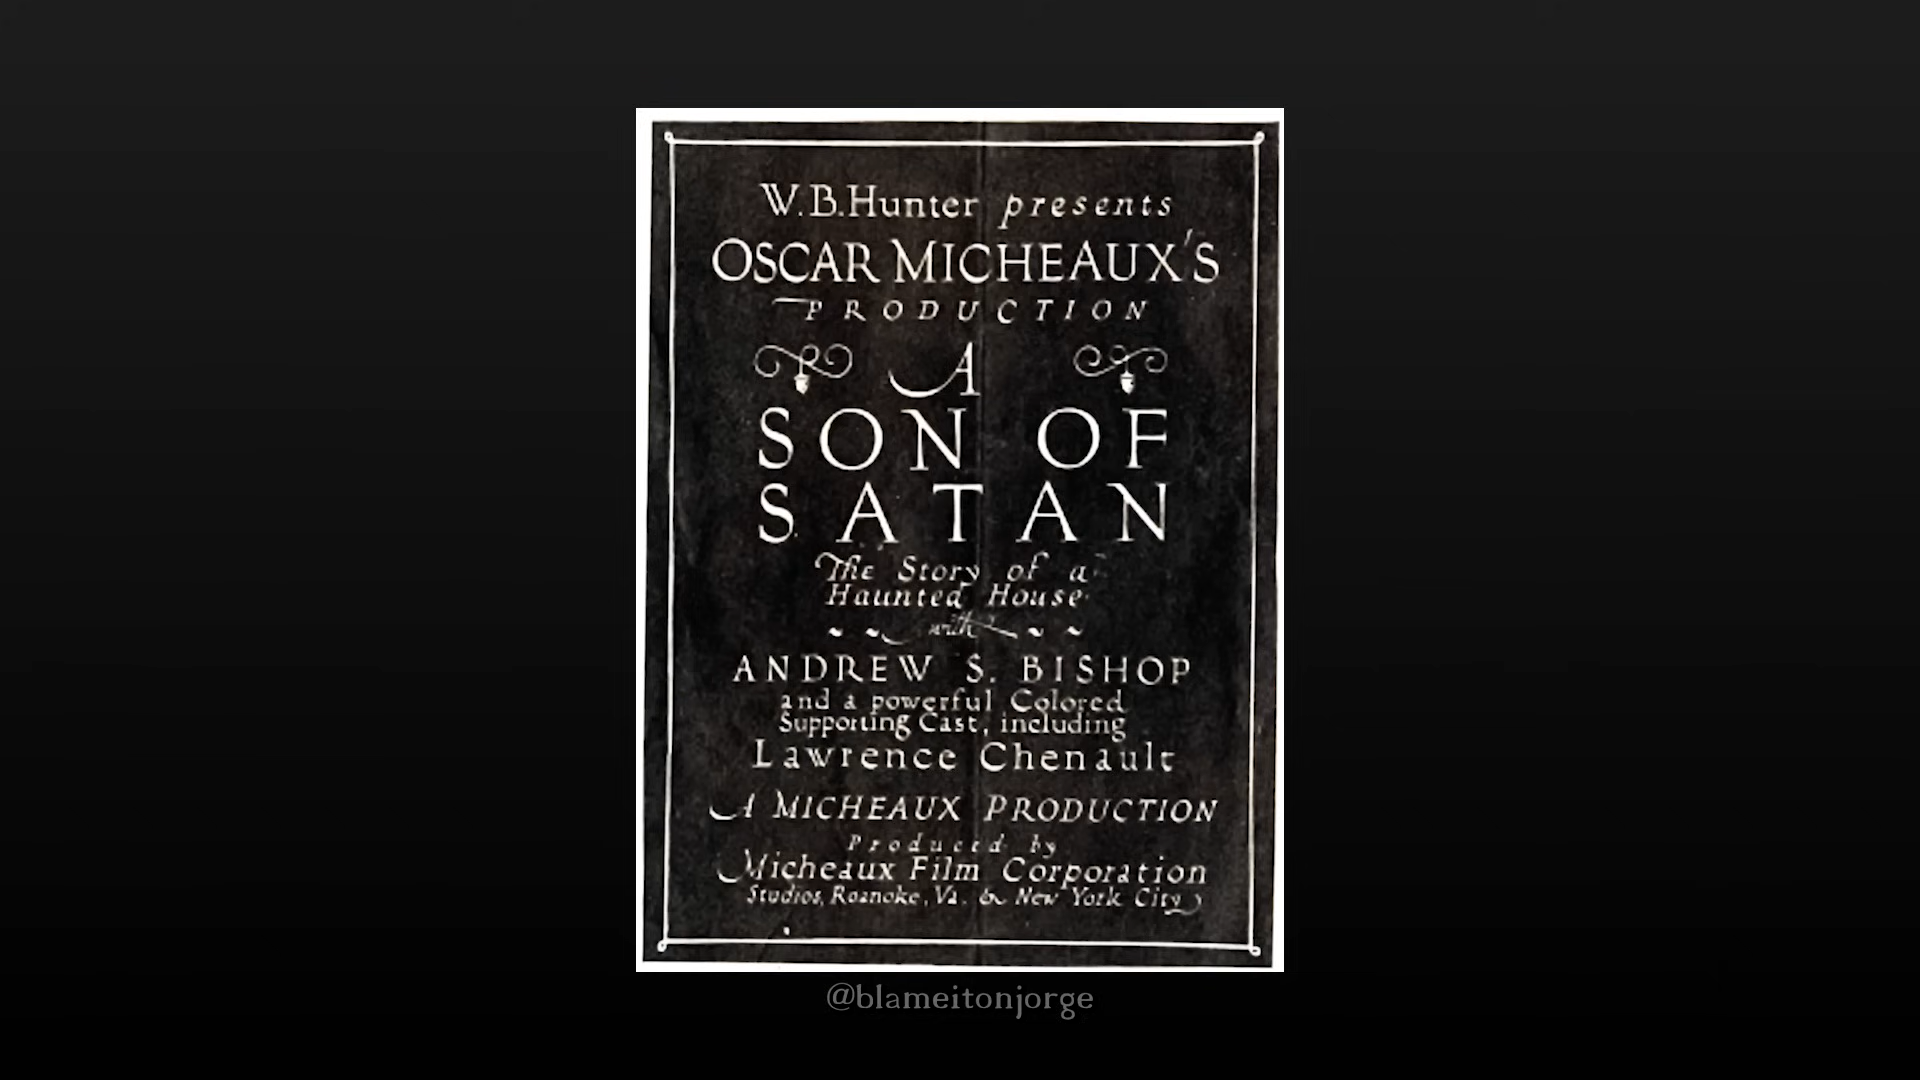 W.B.Hunter presents
OSCAR MICHEAUX'S
PRODUCTION
A
SON OF
SATAN
The Story of a
Haunted House
with
ANDREW S. BISHOP
and a powerful Colored
Supporting Cast, including
Lawrence Chenault
A MICHEAUX PRODUCTION
Produced by
Micheaux Film Corporation
Studios, Roanoke, Va. & New York City
@blameitonjorge